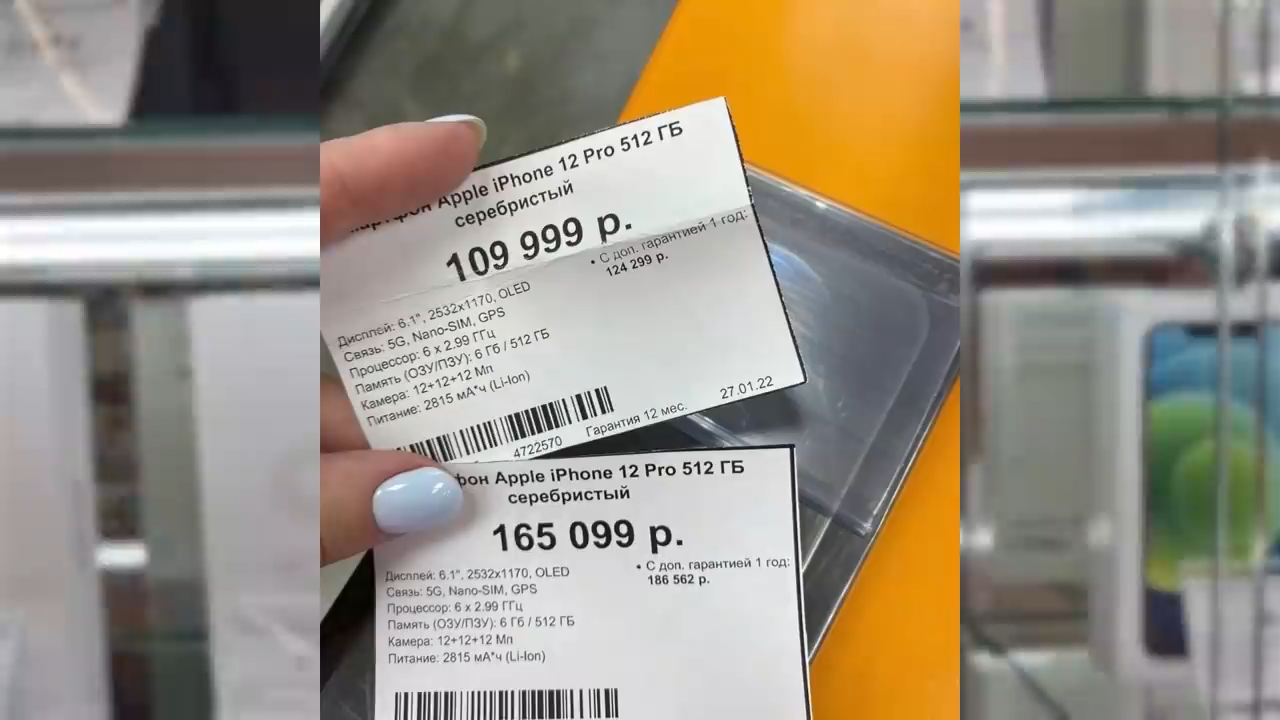 Apple iPhone 12 Pro 512 ГБ
серебристый
109 999 р.
• С доп. гарантией 1 год:
124 299 р.
Дисплей: 6.1", 2532x1170, OLED
Связь: 5G, Nano-SIM, GPS
Процессор: 6 x 2.99 ГГц
Память (ОЗУ/ПЗУ): 6 Гб / 512 ГБ
Камера: 12+12+12 Мп
Питание: 2815 мА*ч (Li-Ion)
4722570
Гарантия 12 мес.
27.01.22
Apple iPhone 12 Pro 512 ГБ
серебристый
165 099 р.
• С доп. гарантией 1 год:
186 562 р.
Дисплей: 6.1", 2532x1170, OLED
Связь: 5G, Nano-SIM, GPS
Процессор: 6 x 2.99 ГГц
Память (ОЗУ/ПЗУ): 6 Гб / 512 ГБ
Камера: 12+12+12 Мп
Питание: 2815 мА*ч (Li-Ion)